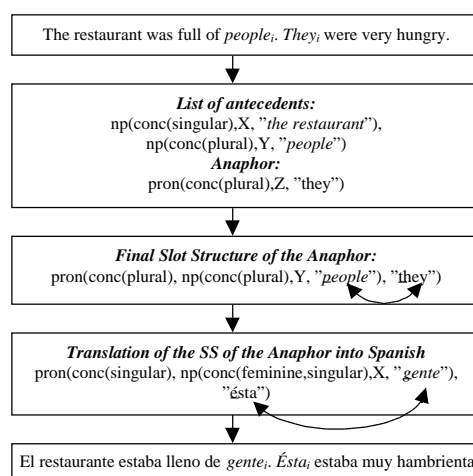 The restaurant was full of peopleᵢ. Theyᵢ were very hungry.
List of antecedents:
np(conc(singular),X, ”the restaurant”),
np(conc(plural),Y, ”people”)
Anaphor:
pron(conc(plural),Z, ”they”)
Final Slot Structure of the Anaphor:
pron(conc(plural), np(conc(plural),Y, ”people”), ”they”)
Translation of the SS of the Anaphor into Spanish
pron(conc(singular), np(conc(feminine,singular),X, ”gente”),
”ésta”)
El restaurante estaba lleno de genteᵢ. Éstaᵢ estaba muy hambrienta